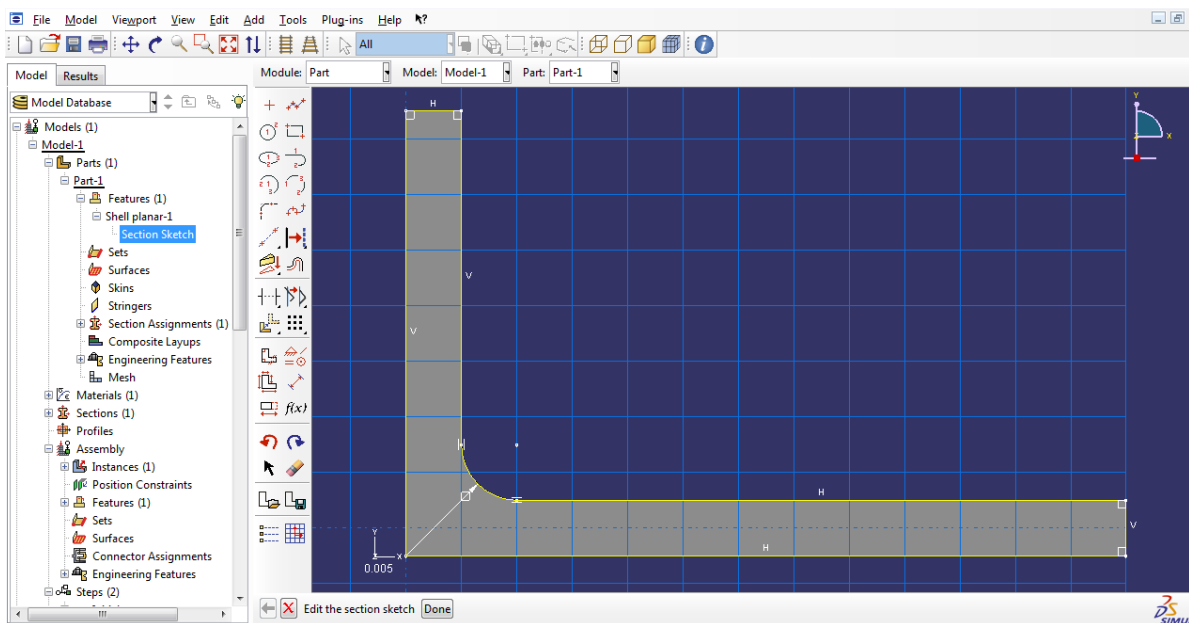 File Model Viewport View Edit Add Tools Plug-ins Help
All
Model Results
Module: Part Model: Model-1 Part: Part-1
Model Database
Models (1)
Model-1
Parts (1)
Part-1
Features (1)
Shell planar-1
Section Sketch
Sets
Surfaces
Skins
Stringers
Section Assignments (1)
Composite Layups
Engineering Features
Mesh
Materials (1)
Sections (1)
Profiles
Assembly
Instances (1)
Position Constraints
Features (1)
Sets
Surfaces
Connector Assignments
Engineering Features
Steps (2)
f(x)
H
Y
X
V
V
H
V
H
Y
X
0.005
Edit the section sketch Done
SIMU